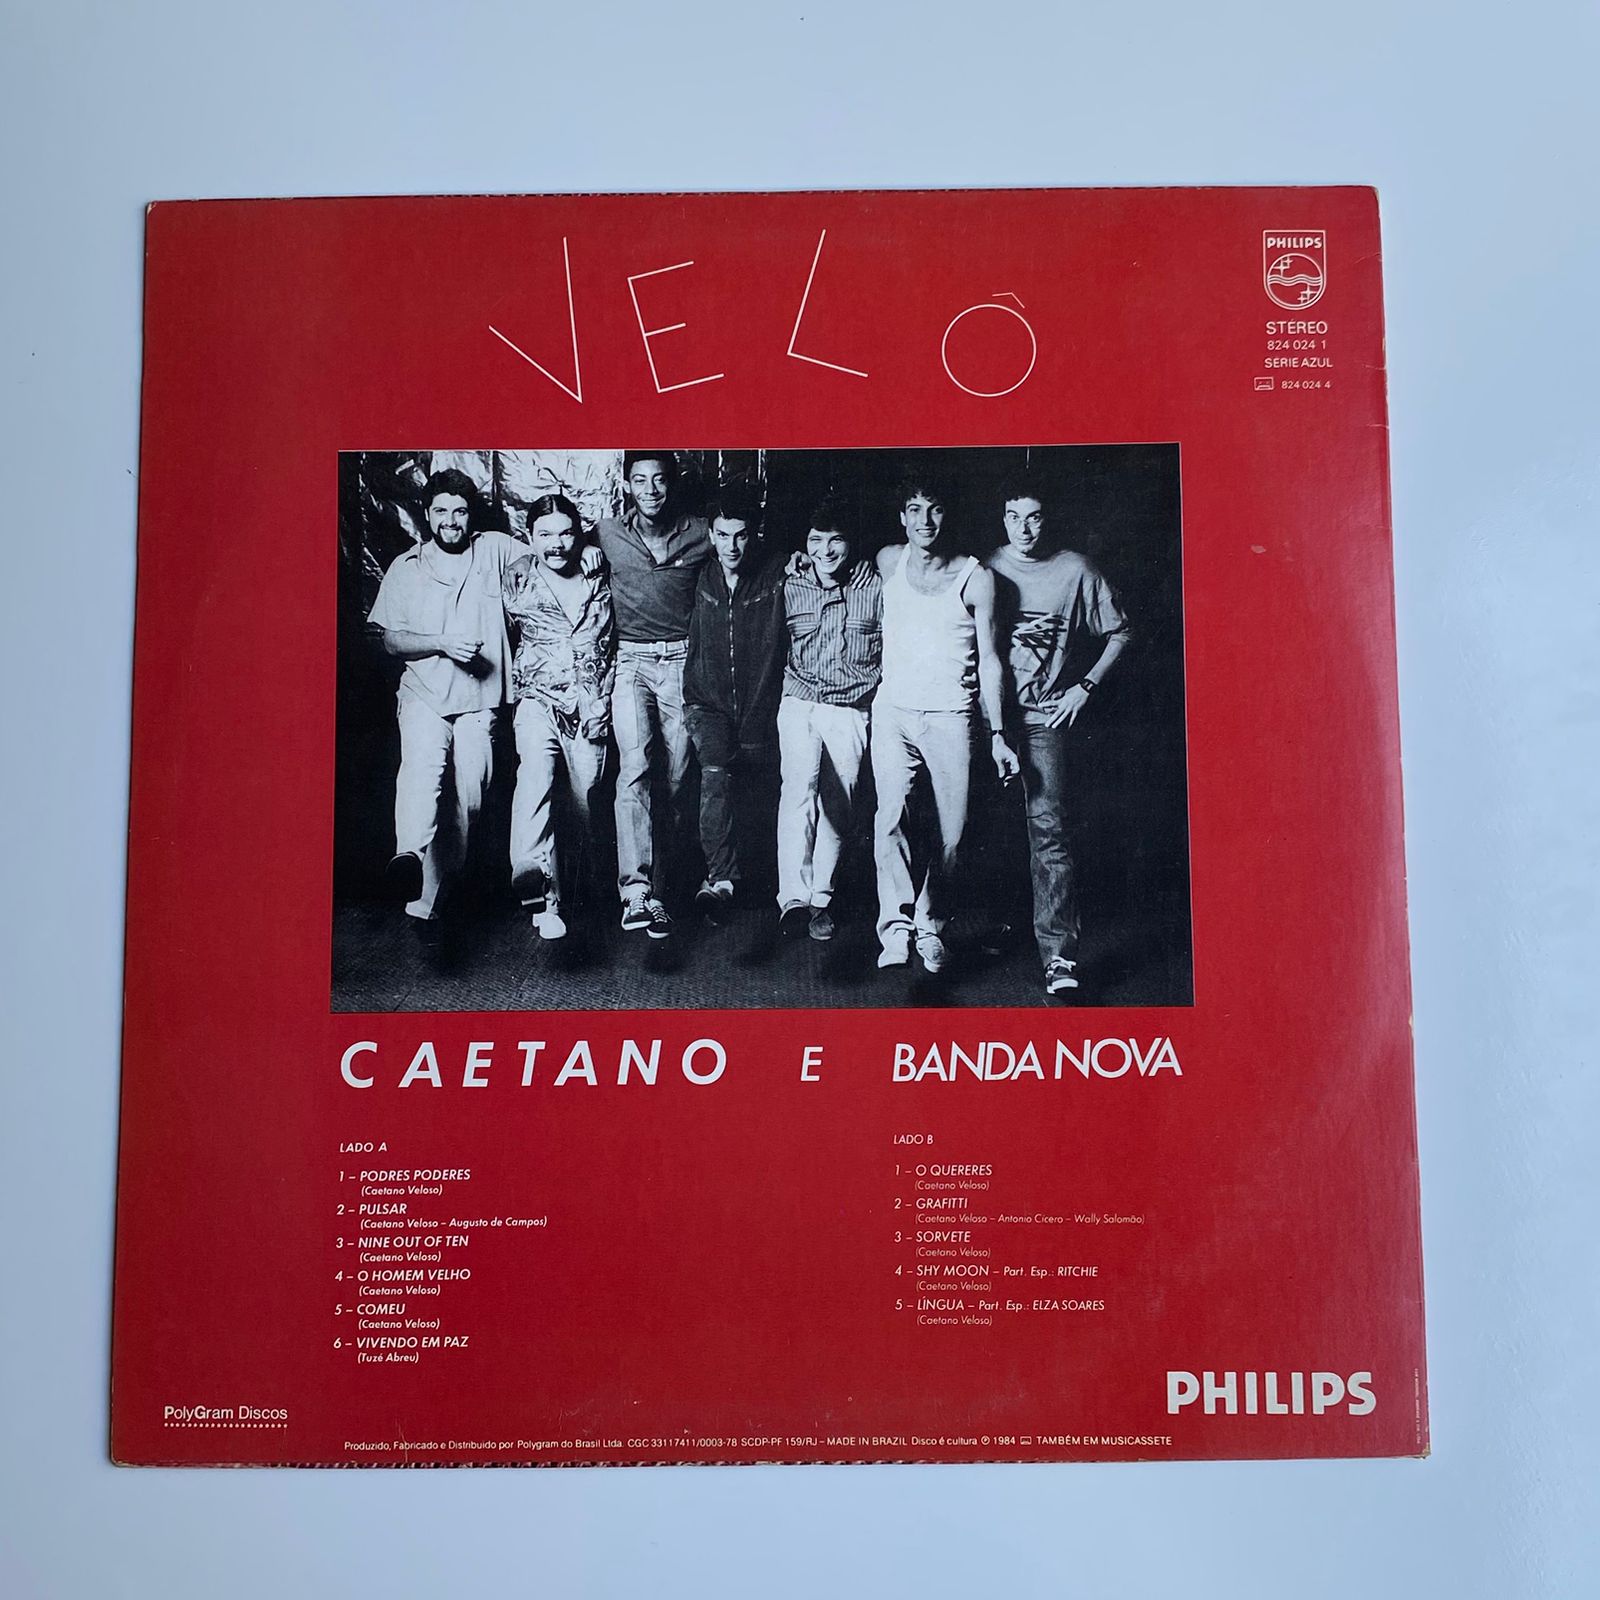 VELÔ
PHILIPS
STÉREO
824 024 1
SÉRIE AZUL
824 024 4
CAETANO E BANDA NOVA
LADO A
1 – PODRES PODERES
(Caetano Veloso)
2 – PULSAR
(Caetano Veloso – Augusto de Campos)
3 – NINE OUT OF TEN
(Caetano Veloso)
4 – O HOMEM VELHO
(Caetano Veloso)
5 – COMEU
(Caetano Veloso)
6 – VIVENDO EM PAZ
(Tuzé Abreu)
LADO B
1 – O QUERERES
(Caetano Veloso)
2 – GRAFITTI
(Caetano Veloso – Antonio Cicero – Wally Salomão)
3 – SORVETE
(Caetano Veloso)
4 – SHY MOON – Part. Esp.: RITCHIE
(Caetano Veloso)
5 – LÍNGUA – Part. Esp.: ELZA SOARES
(Caetano Veloso)
PHILIPS
PolyGram Discos
Produzido, Fabricado e Distribuído por Polygram do Brasil Ltda. CGC 33117411/0003-78 SCDP-PF 159/RJ – MADE IN BRAZIL Disco é cultura ℗ 1984 TAMBÉM EM MUSICASSETE